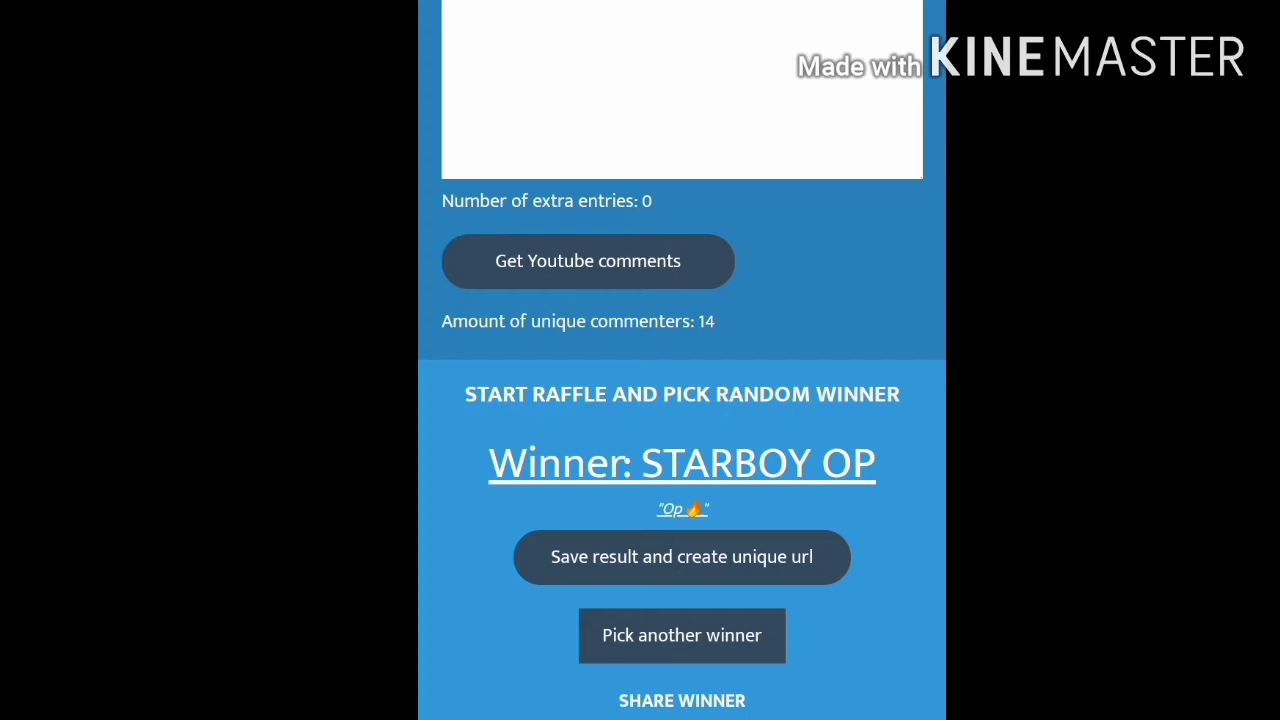 Made with KINEMASTER
Number of extra entries: 0
Get Youtube comments
Amount of unique commenters: 14
START RAFFLE AND PICK RANDOM WINNER
Winner: STARBOY OP
"Op 🔥"
Save result and create unique url
Pick another winner
SHARE WINNER